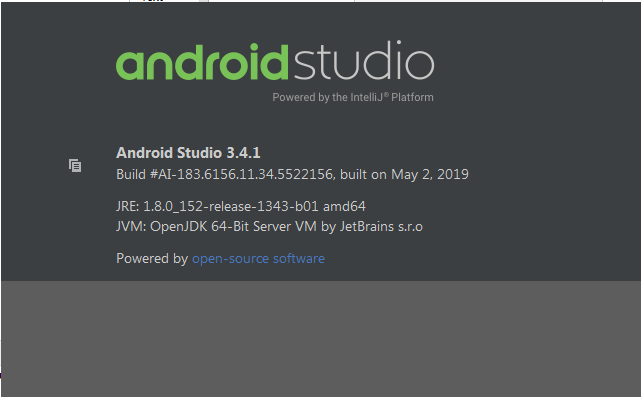 androidstudio
Powered by the IntelliJ® Platform
Android Studio 3.4.1
Build #AI-183.6156.11.34.5522156, built on May 2, 2019
JRE: 1.8.0_152-release-1343-b01 amd64
JVM: OpenJDK 64-Bit Server VM by JetBrains s.r.o
Powered by open-source software